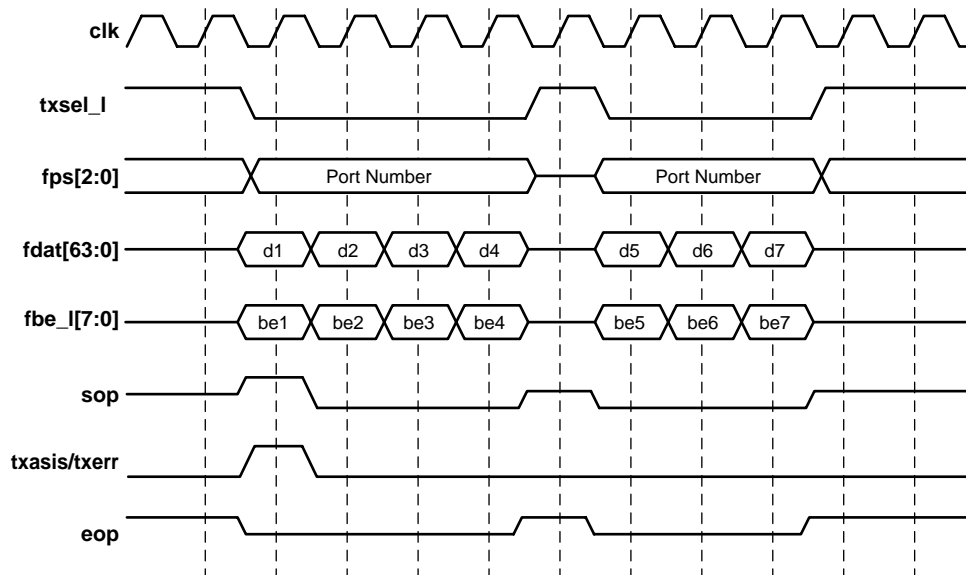 clk
txsel_l
fps[2:0] Port Number Port Number
fdat[63:0] d1 d2 d3 d4 d5 d6 d7
fbe_l[7:0] be1 be2 be3 be4 be5 be6 be7
sop
txasis/txerr
eop